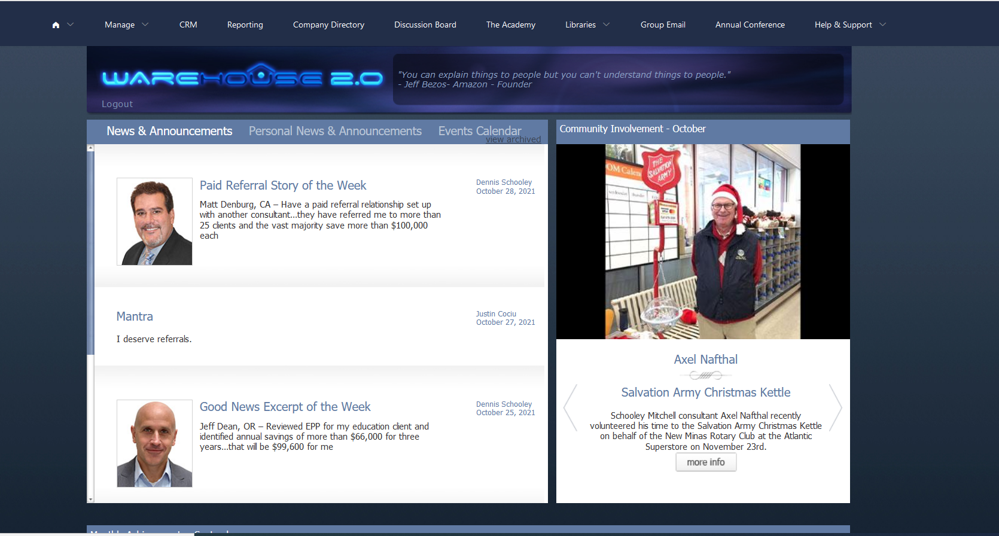 Manage
CRM
Reporting
Company Directory
Discussion Board
The Academy
Libraries
Group Email
Annual Conference
Help & Support
WAREHOUSE 2.0
"You can explain things to people but you can't understand things to people."
- Jeff Bezos- Amazon - Founder
Logout
News & Announcements
Personal News & Announcements
Events Calendar
view archived
Paid Referral Story of the Week
Dennis Schooley
October 28, 2021
Matt Denburg, CA – Have a paid referral relationship set up
with another consultant...they have referred me to more than
25 clients and the vast majority save more than $100,000
each
Mantra
Justin Cociu
October 27, 2021
I deserve referrals.
Good News Excerpt of the Week
Dennis Schooley
October 25, 2021
Jeff Dean, OR – Reviewed EPP for my education client and
identified annual savings of more than $66,000 for three
years...that will be $99,600 for me
Community Involvement - October
THE
SALVATION
ARMY
Axel Nafthal
Salvation Army Christmas Kettle
Schooley Mitchell consultant Axel Nafthal recently
volunteered his time to the Salvation Army Christmas Kettle
on behalf of the New Minas Rotary Club at the Atlantic
Superstore on November 23rd.
more info